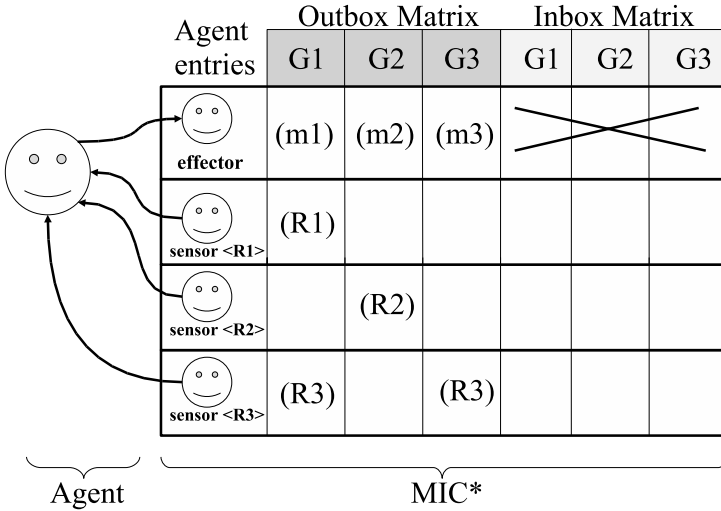 Agent entries
Outbox Matrix
Inbox Matrix
G1 G2 G3 G1 G2 G3
effector
(m1) (m2) (m3)
sensor <R1>
(R1)
sensor <R2>
(R2)
sensor <R3>
(R3) (R3)
Agent
MIC*